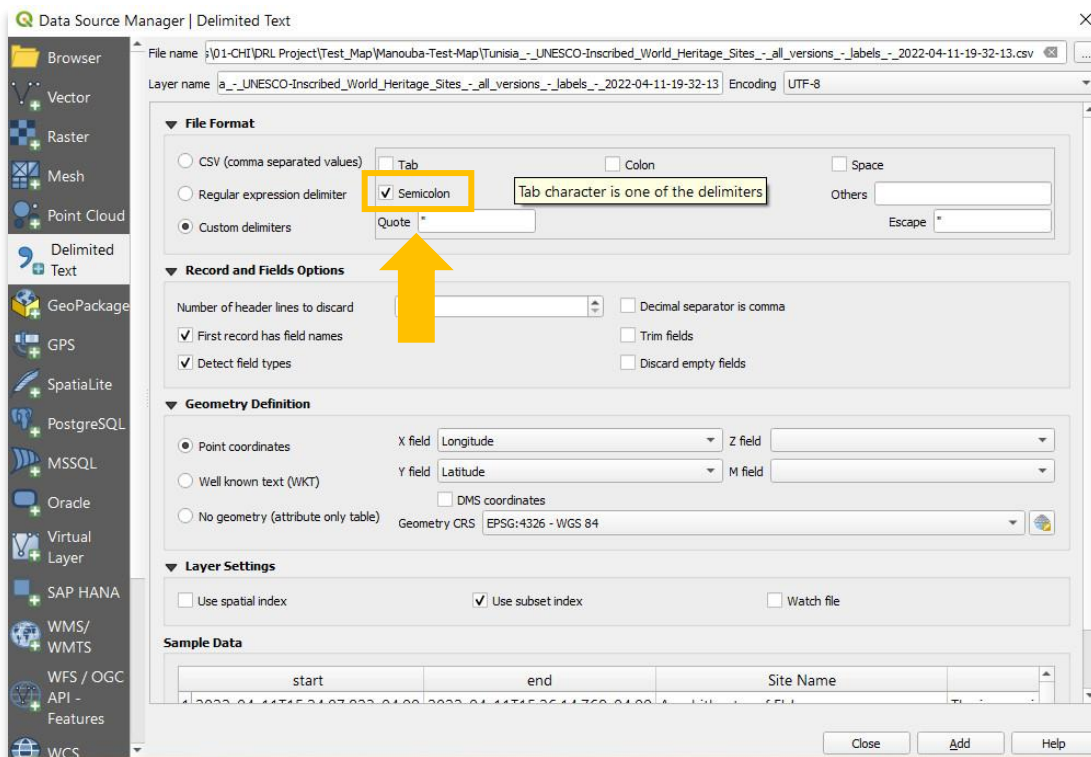 Data Source Manager | Delimited Text
Browser
Vector
Raster
Mesh
Point Cloud
Delimited
Text
GeoPackage
GPS
SpatiaLite
PostgreSQL
MSSQL
Oracle
Virtual
Layer
SAP HANA
WMS/
WMTS
WFS / OGC
API -
Features
WCS
File name s\01-CHI\DRL Project\Test_Map\Manouba-Test-Map\Tunisia_-_UNESCO-Inscribed_World_Heritage_Sites_-_all_versions_-_labels_-_2022-04-11-19-32-13.csv ...
Layer name a_-_UNESCO-Inscribed_World_Heritage_Sites_-_all_versions_-_labels_-_2022-04-11-19-32-13 Encoding UTF-8
File Format
CSV (comma separated values) Tab Colon Space
Regular expression delimiter Semicolon Tab character is one of the delimiters Others
Custom delimiters Quote " Escape "
Record and Fields Options
Number of header lines to discard Decimal separator is comma
First record has field names Trim fields
Detect field types Discard empty fields
Geometry Definition
Point coordinates X field Longitude Z field
Well known text (WKT) Y field Latitude M field
DMS coordinates
No geometry (attribute only table) Geometry CRS EPSG:4326 - WGS 84
Layer Settings
Use spatial index Use subset index Watch file
Sample Data
start end Site Name
Close Add Help